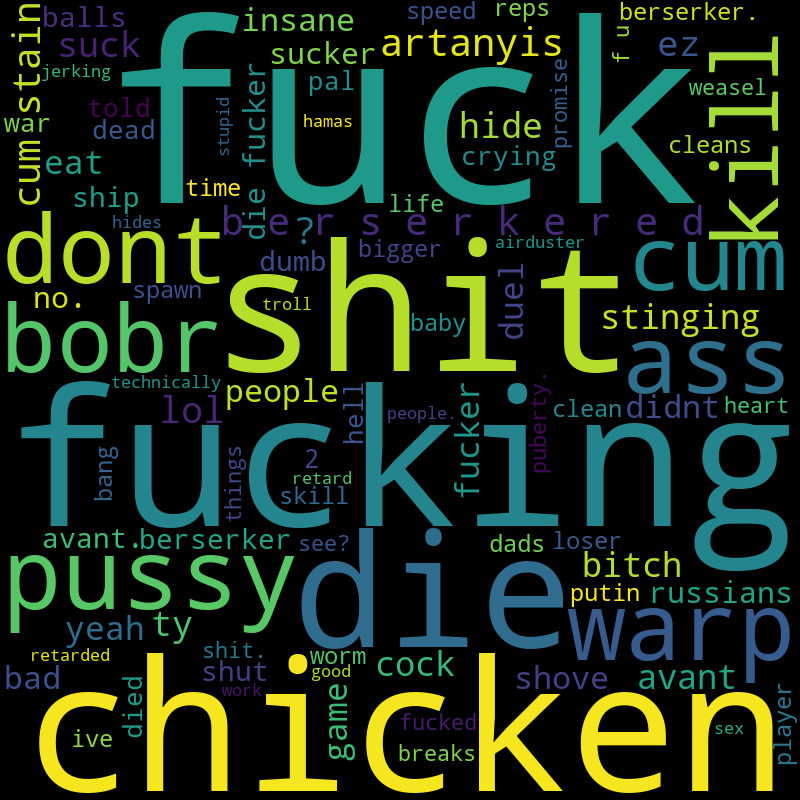 balls
insane
speed
reps
berserker.
suck
sucker
artanyis
f u
ez
fuck
jerking
pal
kill
cum stain
told
hamas
promise
weasel
war
dead
stupid
die fucker
hide
cleans
eat
crying
ship
time
life
hides
berserkered
?
dont
dumb
bigger
airduster
cum
no.
spawn
shit
troll
baby
duel
stinging
bobr
ass
technically
people
lol
hell
people.
fucker
puberty.
clean
didnt
heart
fucking
bang
things
2
retard
skill
avant.
berserker
see?
dads
loser
pussy
die
bitch
putin
russians
yeah
ty
warp
retarded
shit.
worm
bad
shut
good
cock
shove
avant
work
chicken
died
game
fucked
player
ive
breaks
sex